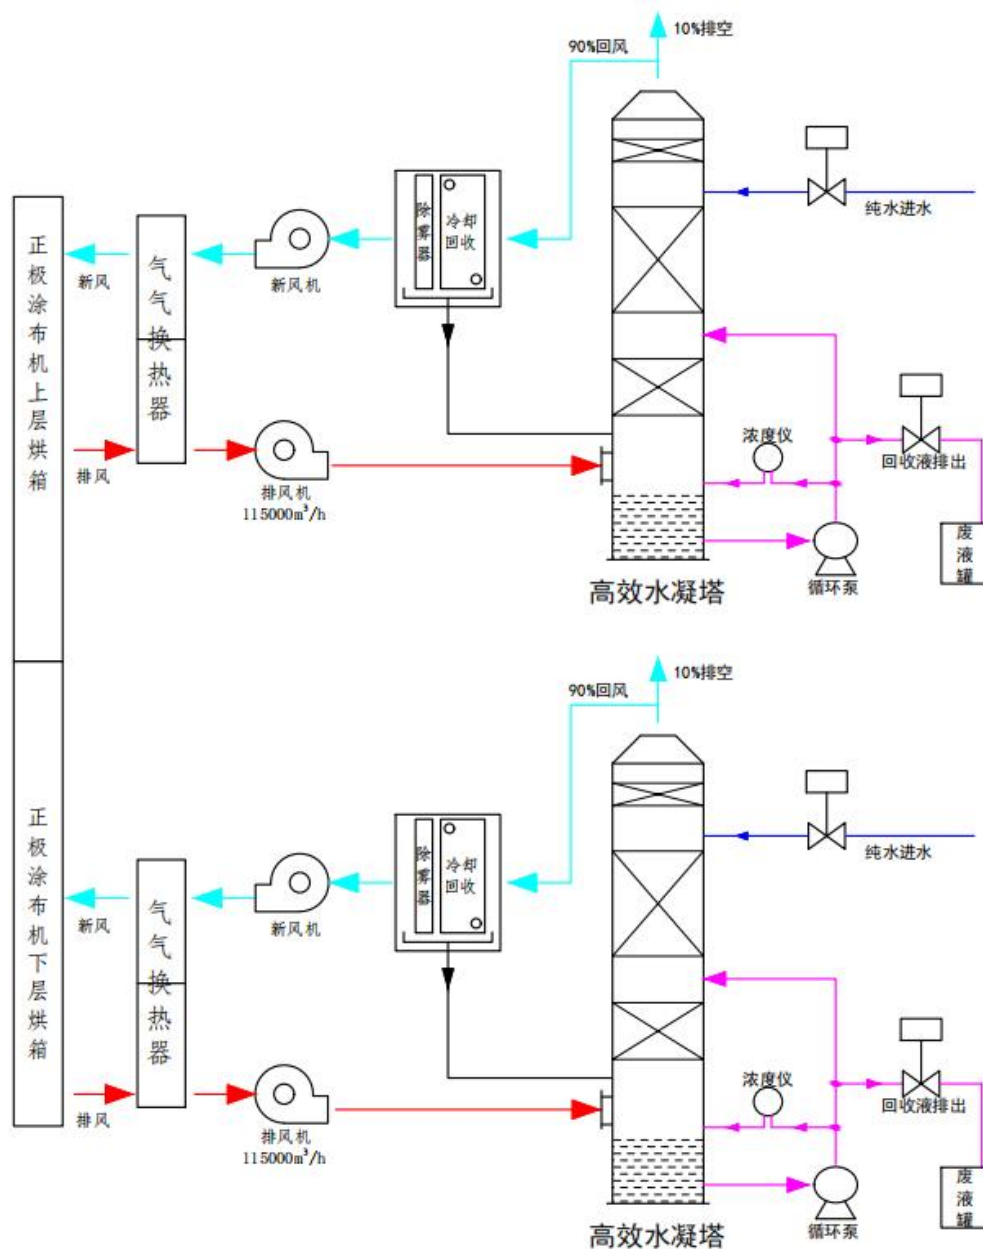 10%排空
90%回风
纯水进水
除雾器
冷却
回收
新风
新风机
正极涂布机上层烘箱
气气换热器
浓度仪
回收液排出
排风
排风机
115000m³/h
废液罐
循环泵
高效水凝塔
10%排空
90%回风
纯水进水
除雾器
冷却
回收
新风
新风机
正极涂布机下层烘箱
气气换热器
浓度仪
回收液排出
排风
排风机
115000m³/h
废液罐
循环泵
高效水凝塔